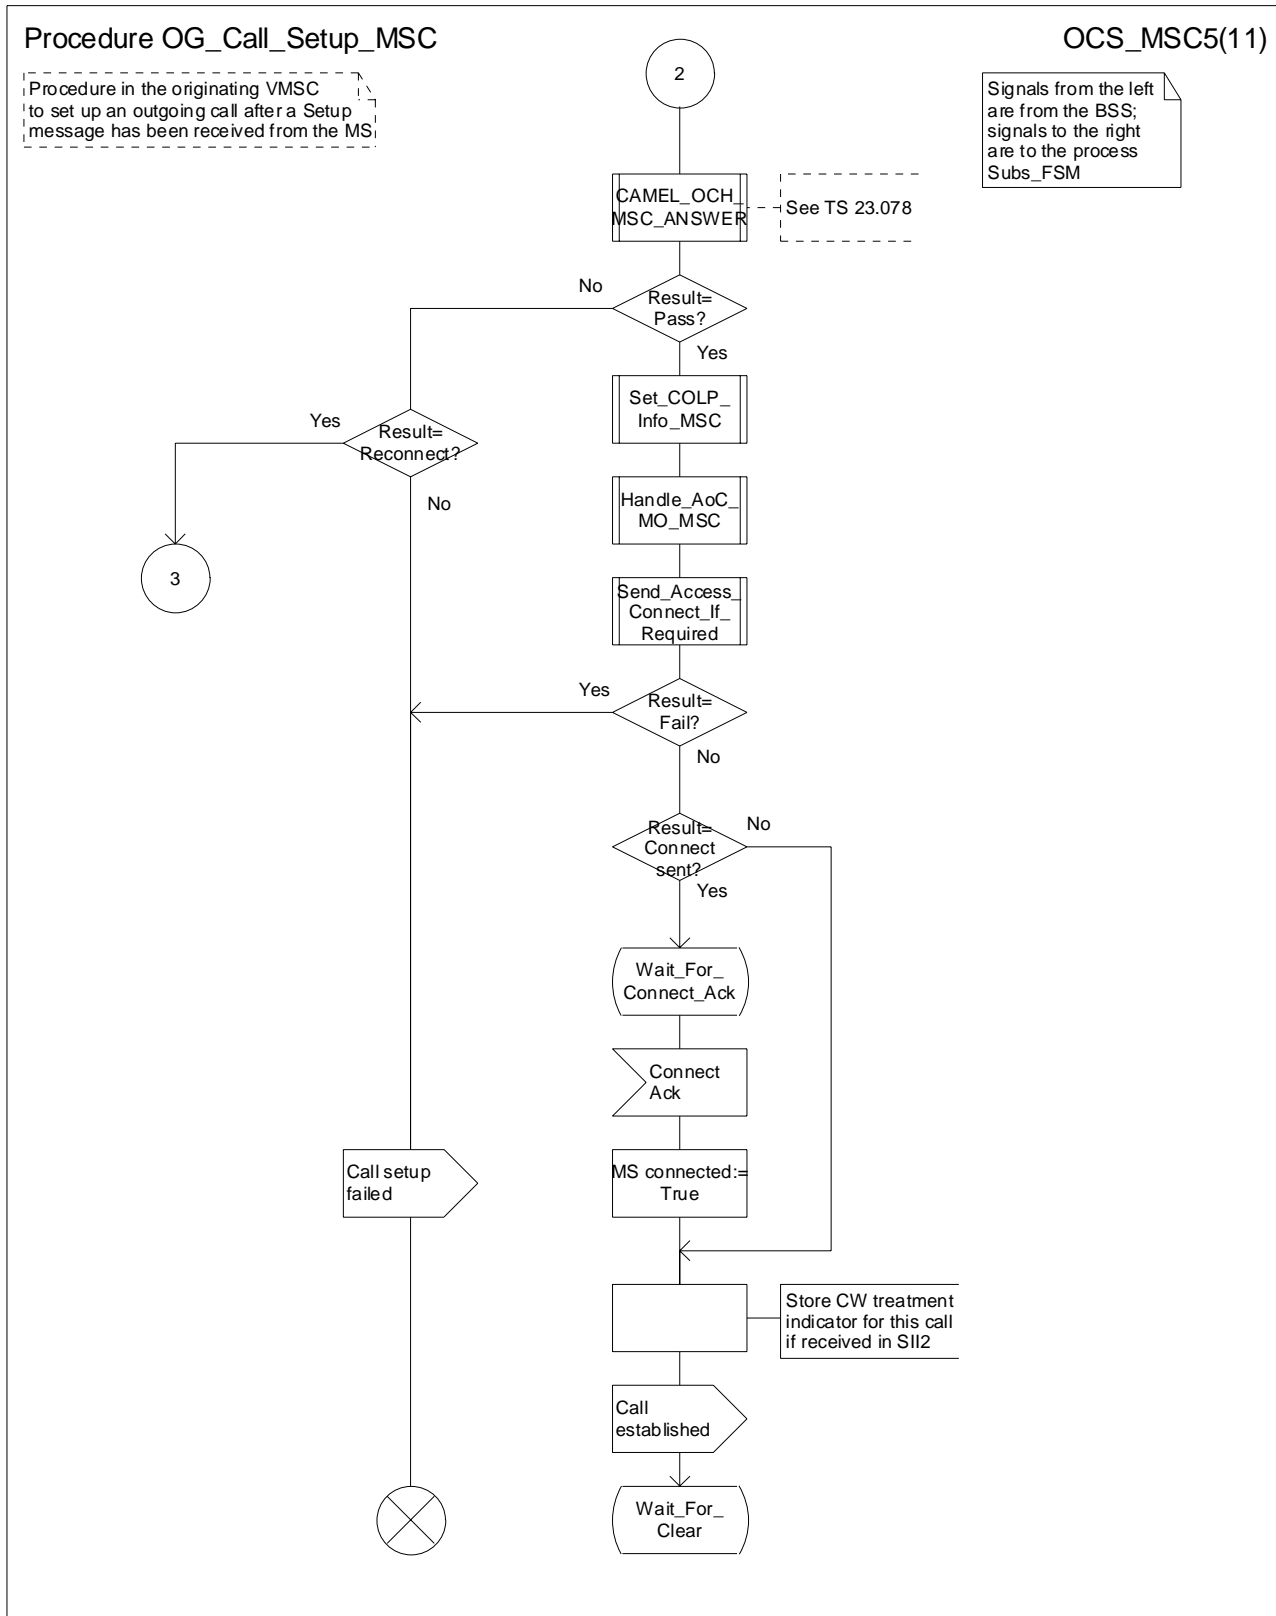 Procedure OG_Call_Setup_MSC
OCS_MSC5(11)
Procedure in the originating VMSC
to set up an outgoing call after a Setup
message has been received from the MS
2
Signals from the left
are from the BSS;
signals to the right
are to the process
Subs_FSM
CAMEL_OCH_
MSC_ANSWER
See TS 23.078
No
Result=
Pass?
Yes
Set_COLP_
Info_MSC
Yes
Result=
Reconnect?
No
Handle_AoC_
MO_MSC
3
Send_Access_
Connect_If_
Required
Yes
Result=
Fail?
No
Result=
Connect
sent?
No
Yes
Wait_For_
Connect_Ack
Connect
Ack
Call setup
failed
MS connected:=
True
Store CW treatment
indicator for this call
if received in SII2
Call
established
Wait_For_
Clear